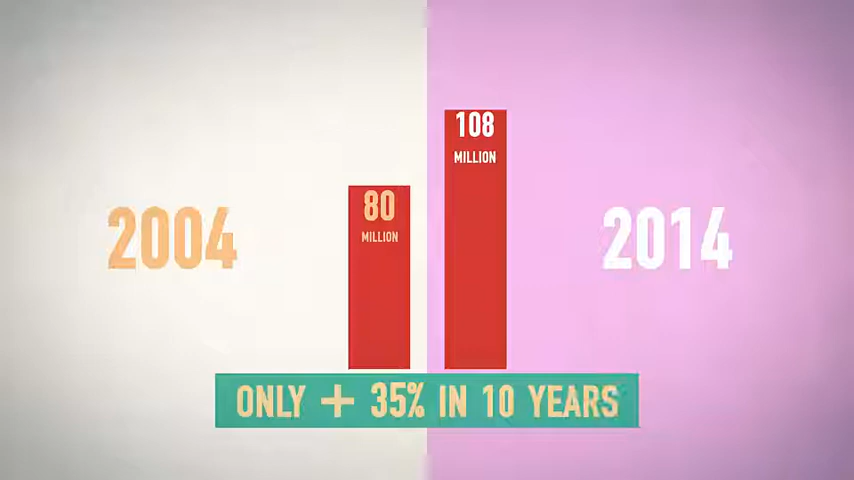 2004
80
MILLION
108
MILLION
2014
ONLY + 35% IN 10 YEARS